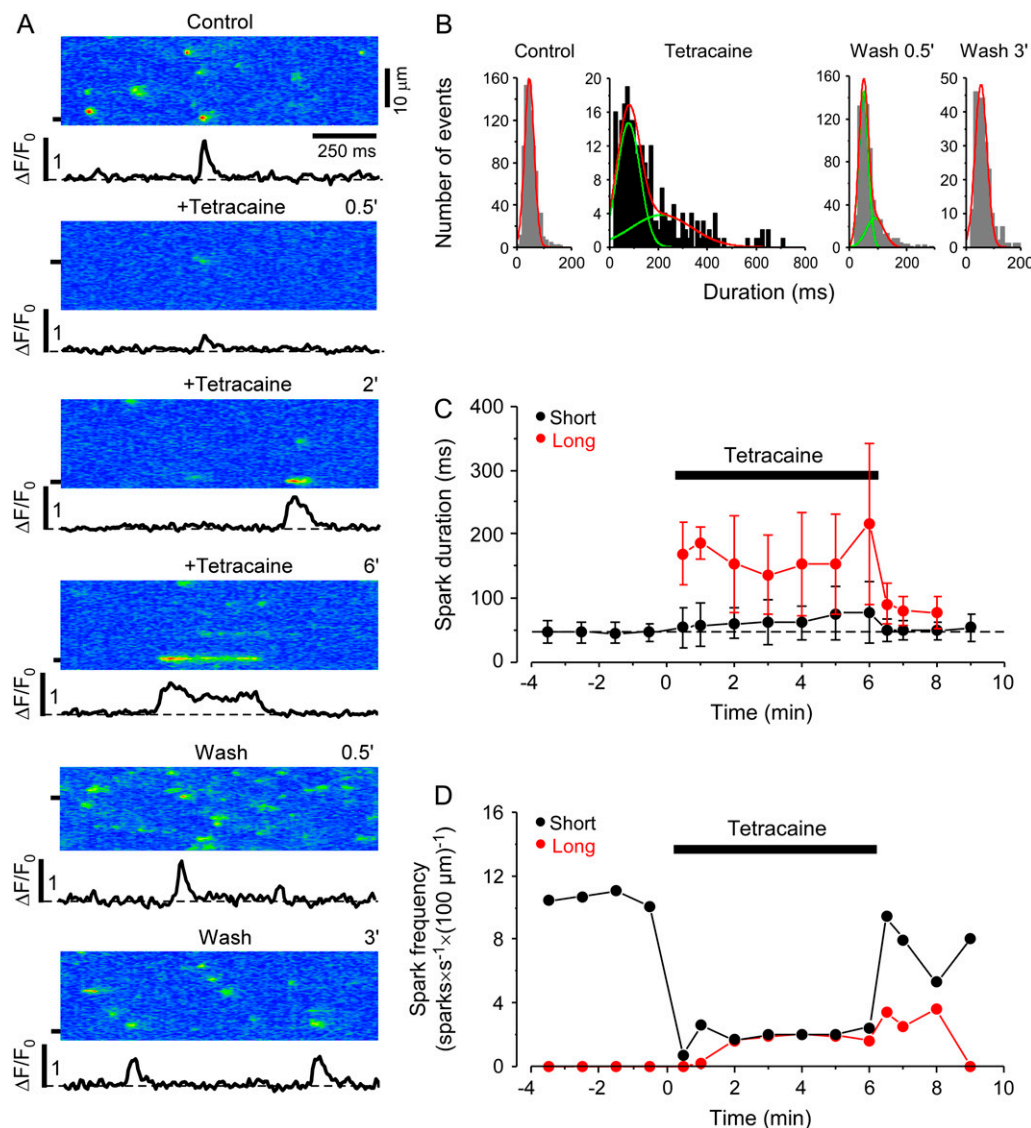 A
Control
10 μm
250 ms
ΔF/F0
1
+Tetracaine 0.5'
ΔF/F0
1
+Tetracaine 2'
ΔF/F0
1
+Tetracaine 6'
ΔF/F0
1
Wash 0.5'
ΔF/F0
1
Wash 3'
ΔF/F0
1
B
Control Tetracaine Wash 0.5' Wash 3'
Number of events
160
120
80
40
0
0 200
20
16
12
8
4
0
0 200 400 600 800
160
120
80
40
0
0 200
50
40
30
20
10
0
0 200
Duration (ms)
C
Short
Long
Tetracaine
Spark duration (ms)
400
300
200
100
0
-4 -2 0 2 4 6 8 10
Time (min)
D
Short
Long
Tetracaine
Spark frequency
(sparks×s-1×(100 μm)-1)
16
12
8
4
0
-4 -2 0 2 4 6 8 10
Time (min)